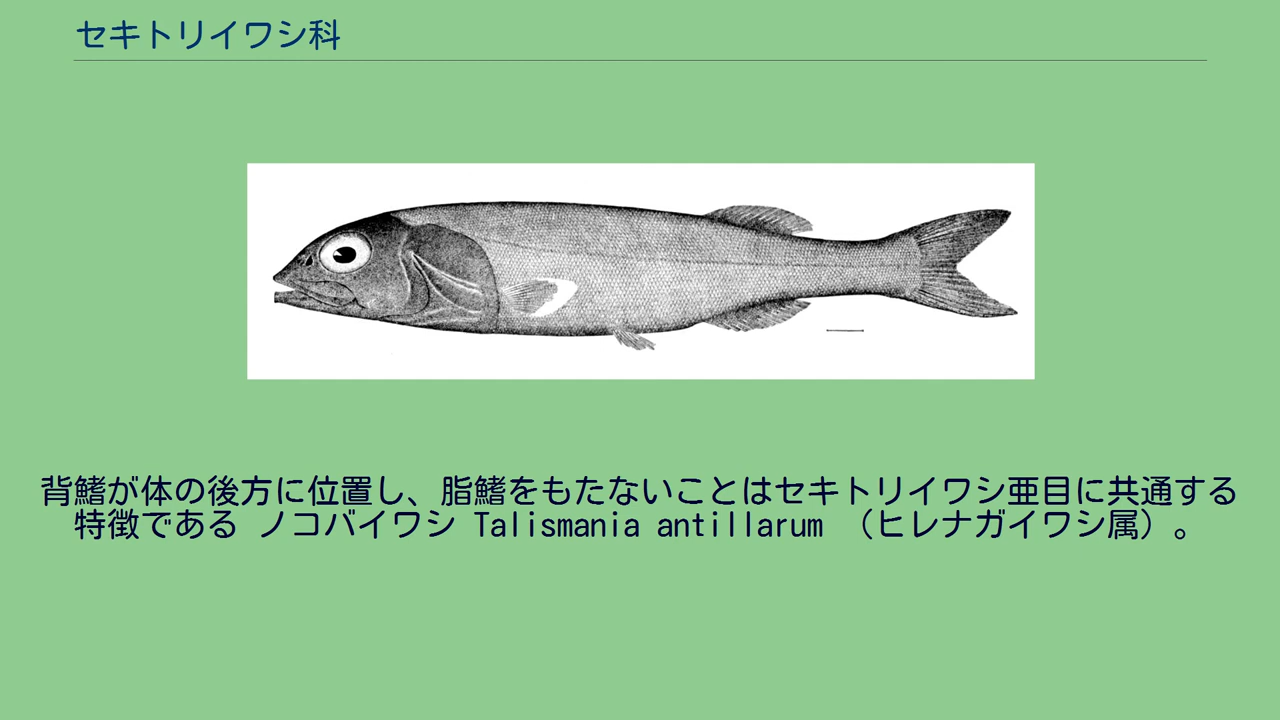 セキトリイワシ科
背鰭が体の後方に位置し、脂鰭をもたないことはセキトリイワシ亜目に共通する
特徴である ノコバイワシ Talismania antillarum （ヒレナガイワシ属）。